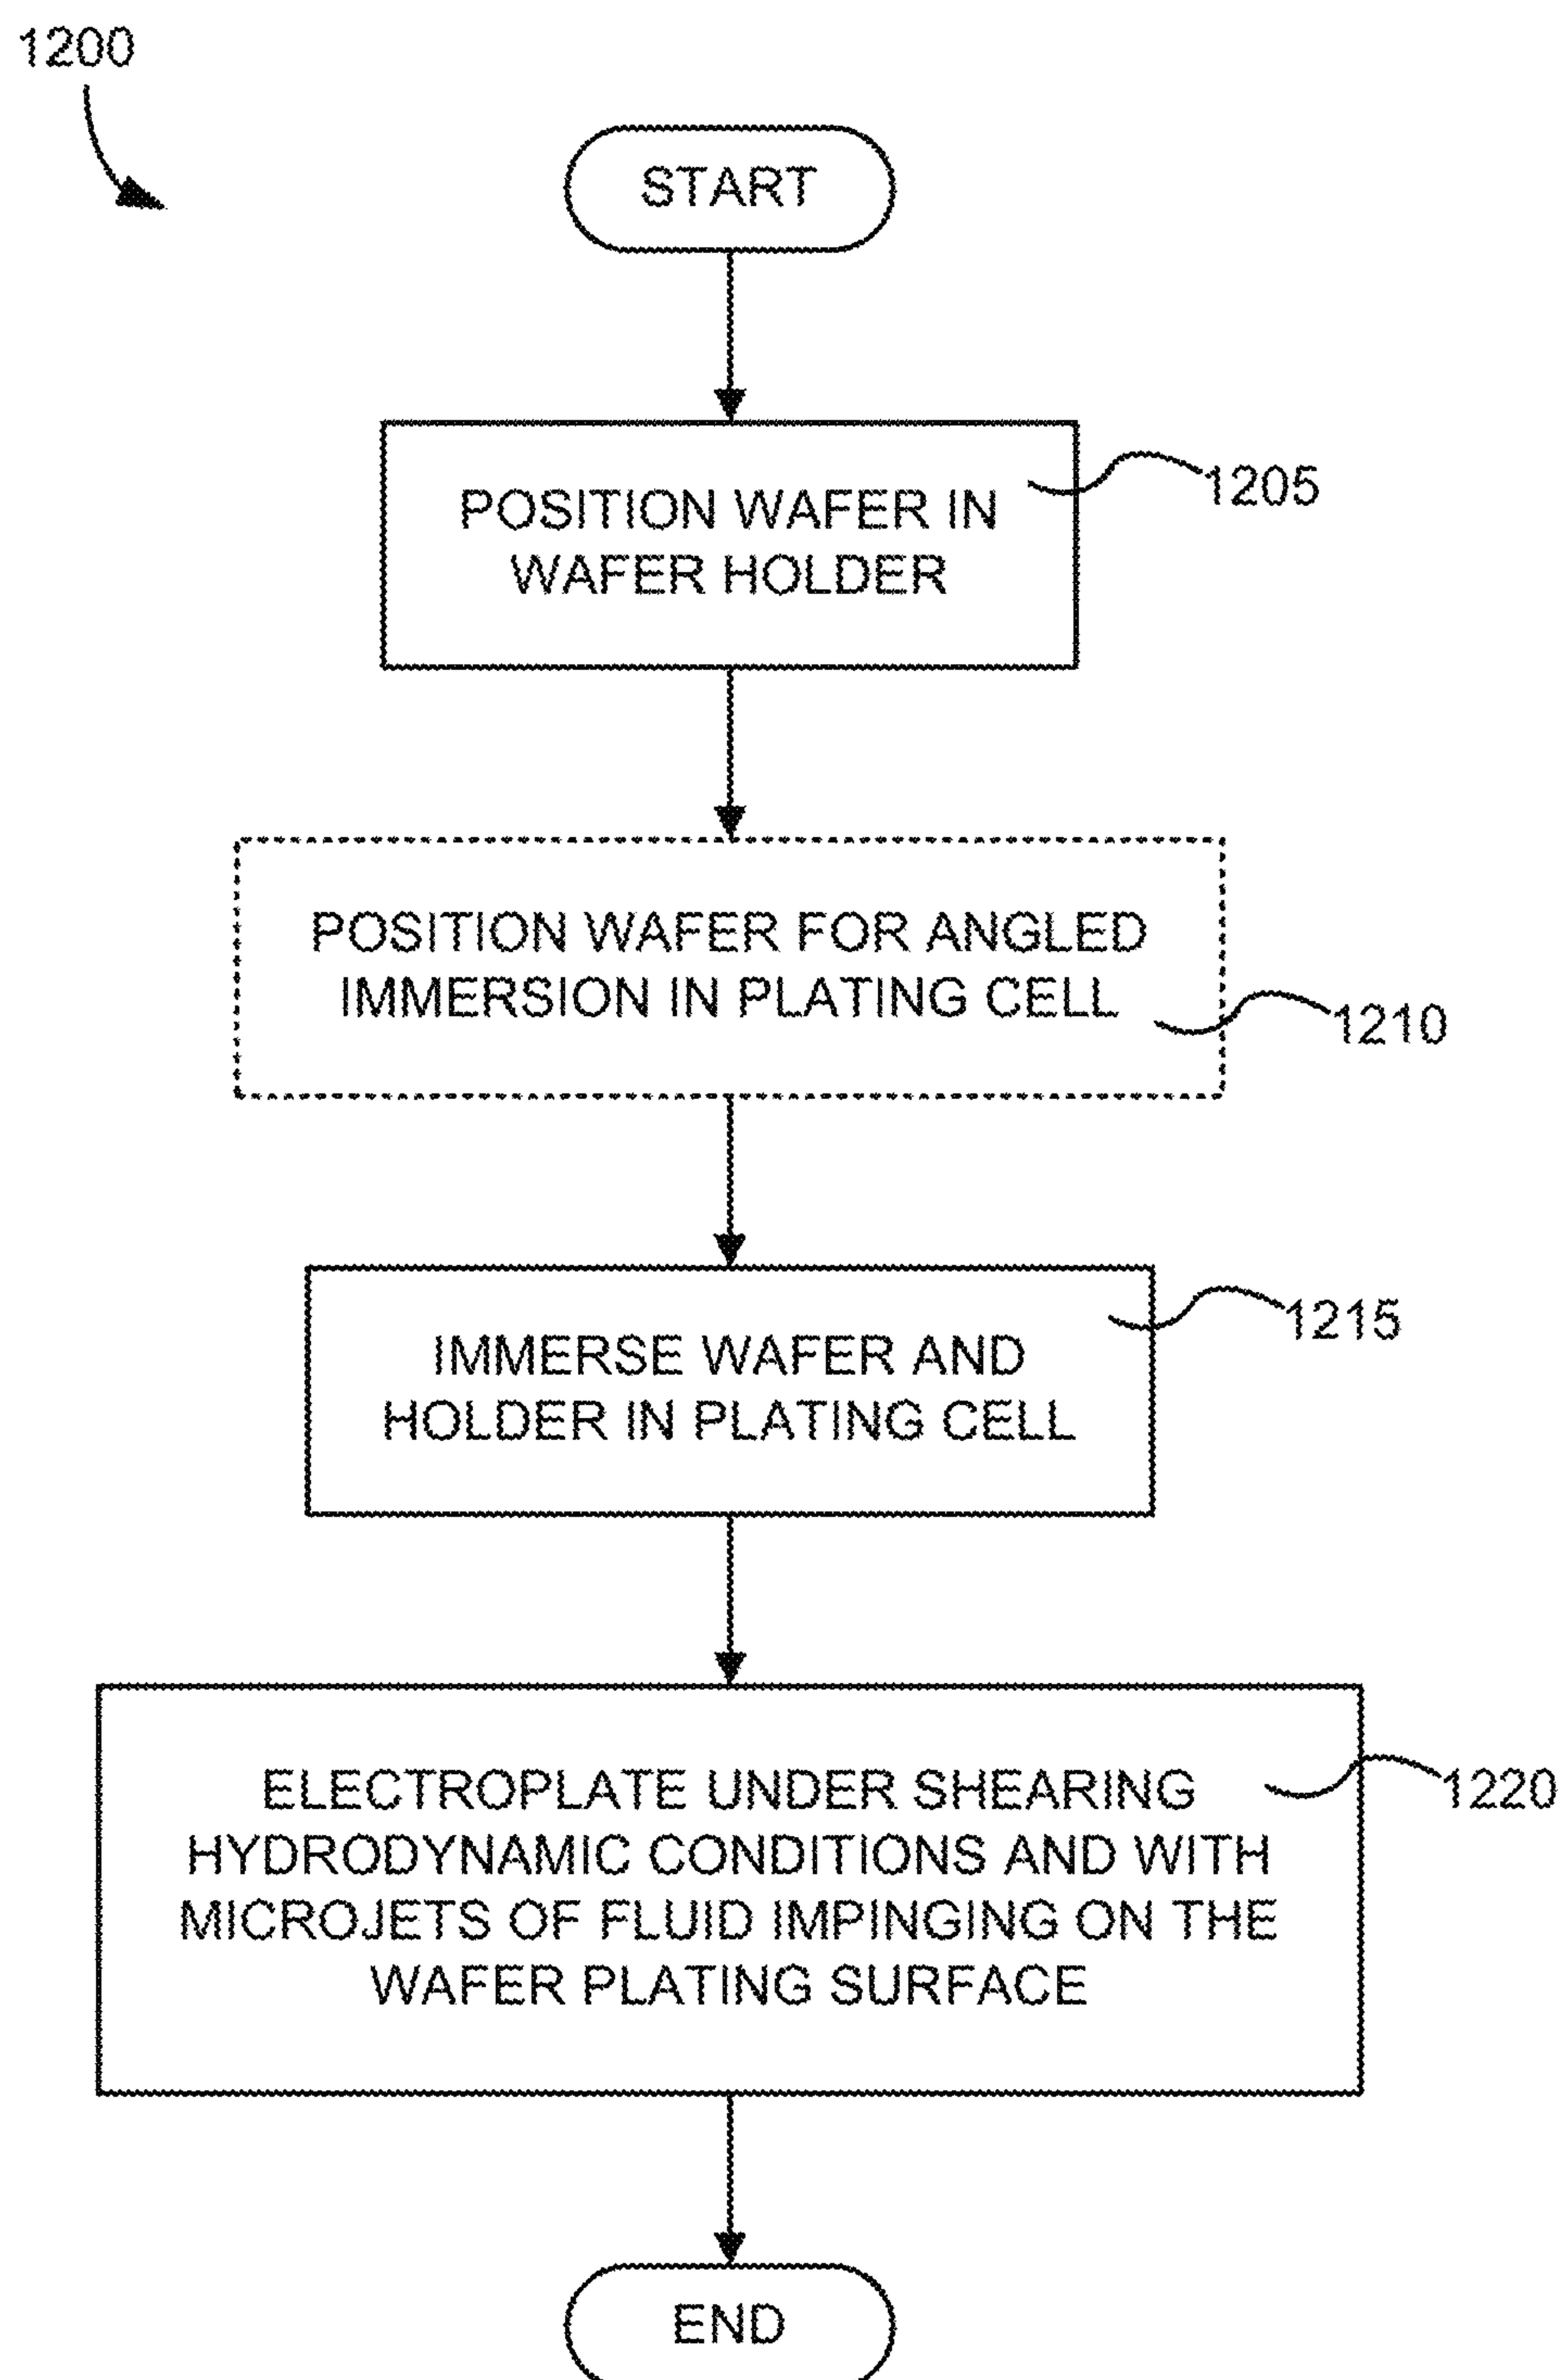 1200
START
POSITION WAFER IN
WAFER HOLDER
1205
POSITION WAFER FOR ANGLED
IMMERSION IN PLATING CELL
1210
IMMERSE WAFER AND
HOLDER IN PLATING CELL
1215
ELECTROPLATE UNDER SHEARING
HYDRODYNAMIC CONDITIONS AND WITH
MICROJETS OF FLUID IMPINGING ON THE
WAFER PLATING SURFACE
1220
END